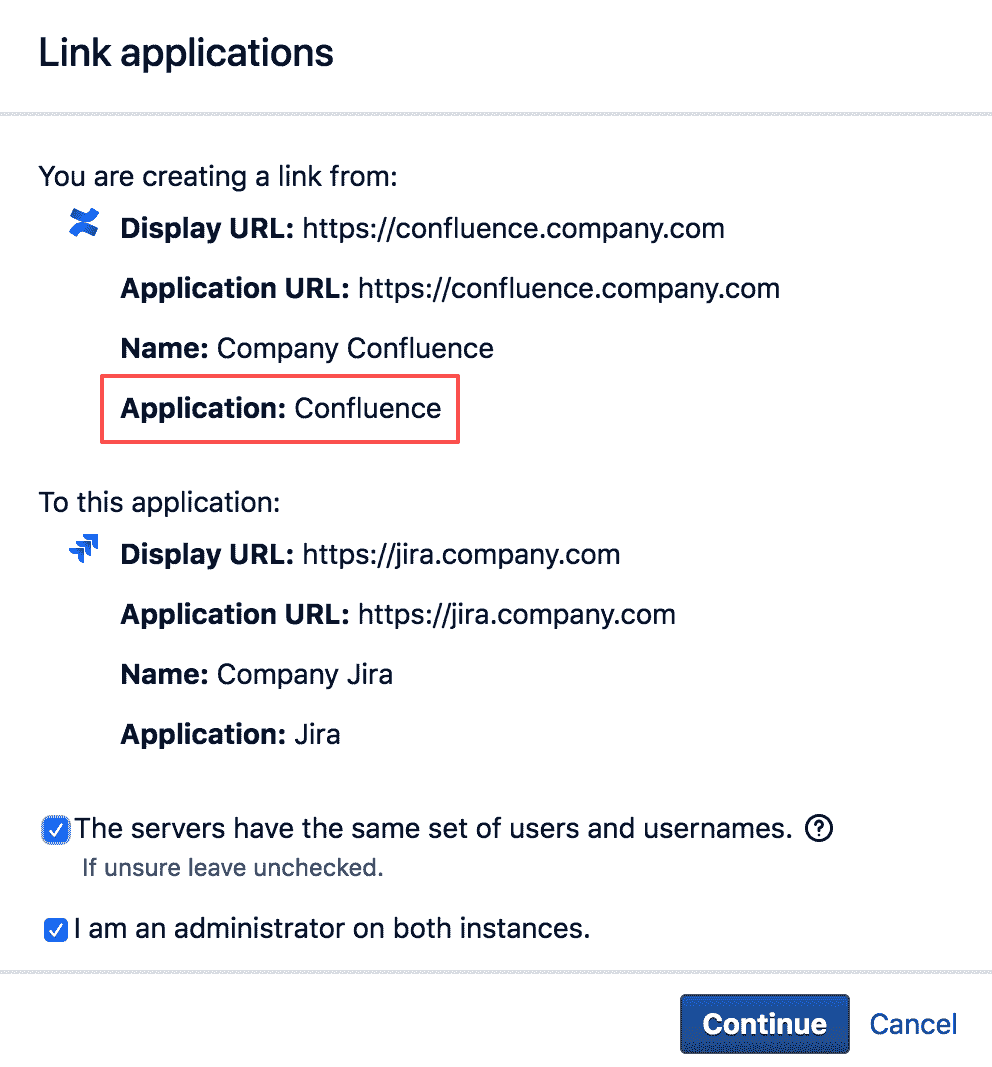 Link applications
You are creating a link from:
Display URL: https://confluence.company.com
Application URL: https://confluence.company.com
Name: Company Confluence
Application: Confluence
To this application:
Display URL: https://jira.company.com
Application URL: https://jira.company.com
Name: Company Jira
Application: Jira
The servers have the same set of users and usernames. ?
If unsure leave unchecked.
I am an administrator on both instances.
Continue Cancel